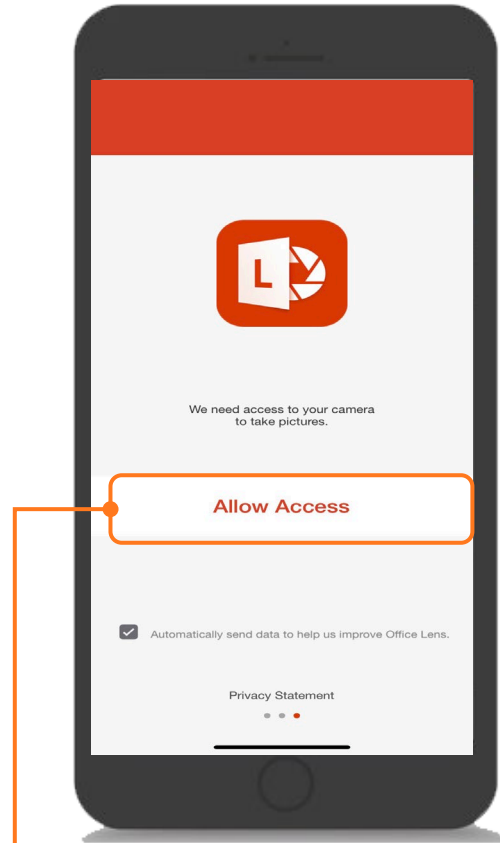 L
We need access to your camera
to take pictures.
Allow Access
Automatically send data to help us improve Office Lens.
Privacy Statement